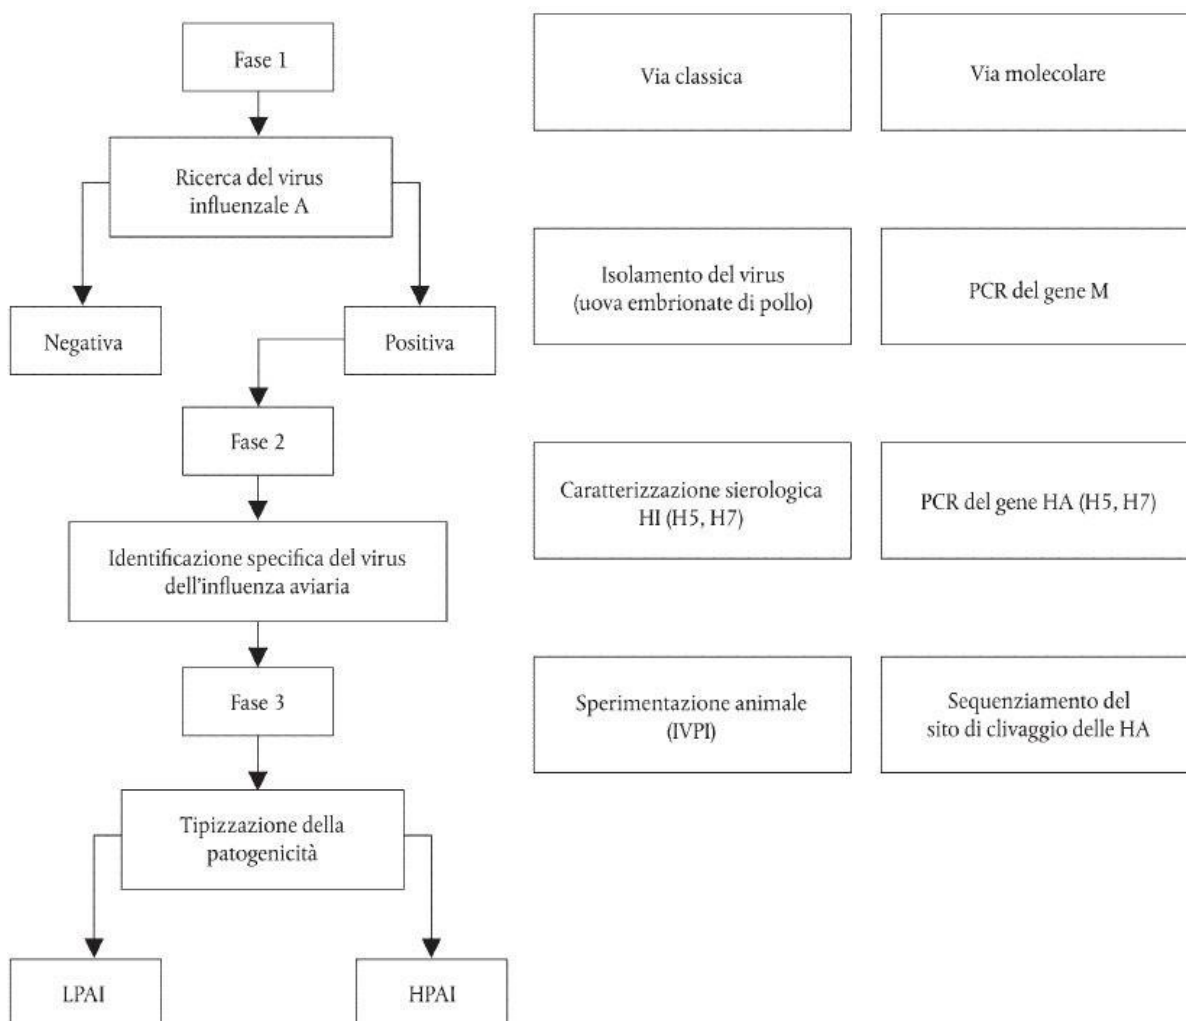 Fase 1
Via classica
Via molecolare
Ricerca del virus
influenzale A
Isolamento del virus
(uova embrionate di pollo)
PCR del gene M
Negativa
Positiva
Fase 2
Caratterizzazione sierologica
HI (H5, H7)
PCR del gene HA (H5, H7)
Identificazione specifica del virus
dell'influenza aviaria
Fase 3
Sperimentazione animale
(IVPI)
Sequenziamento del
sito di clivaggio delle HA
Tipizzazione della
patogenicità
LPAI
HPAI